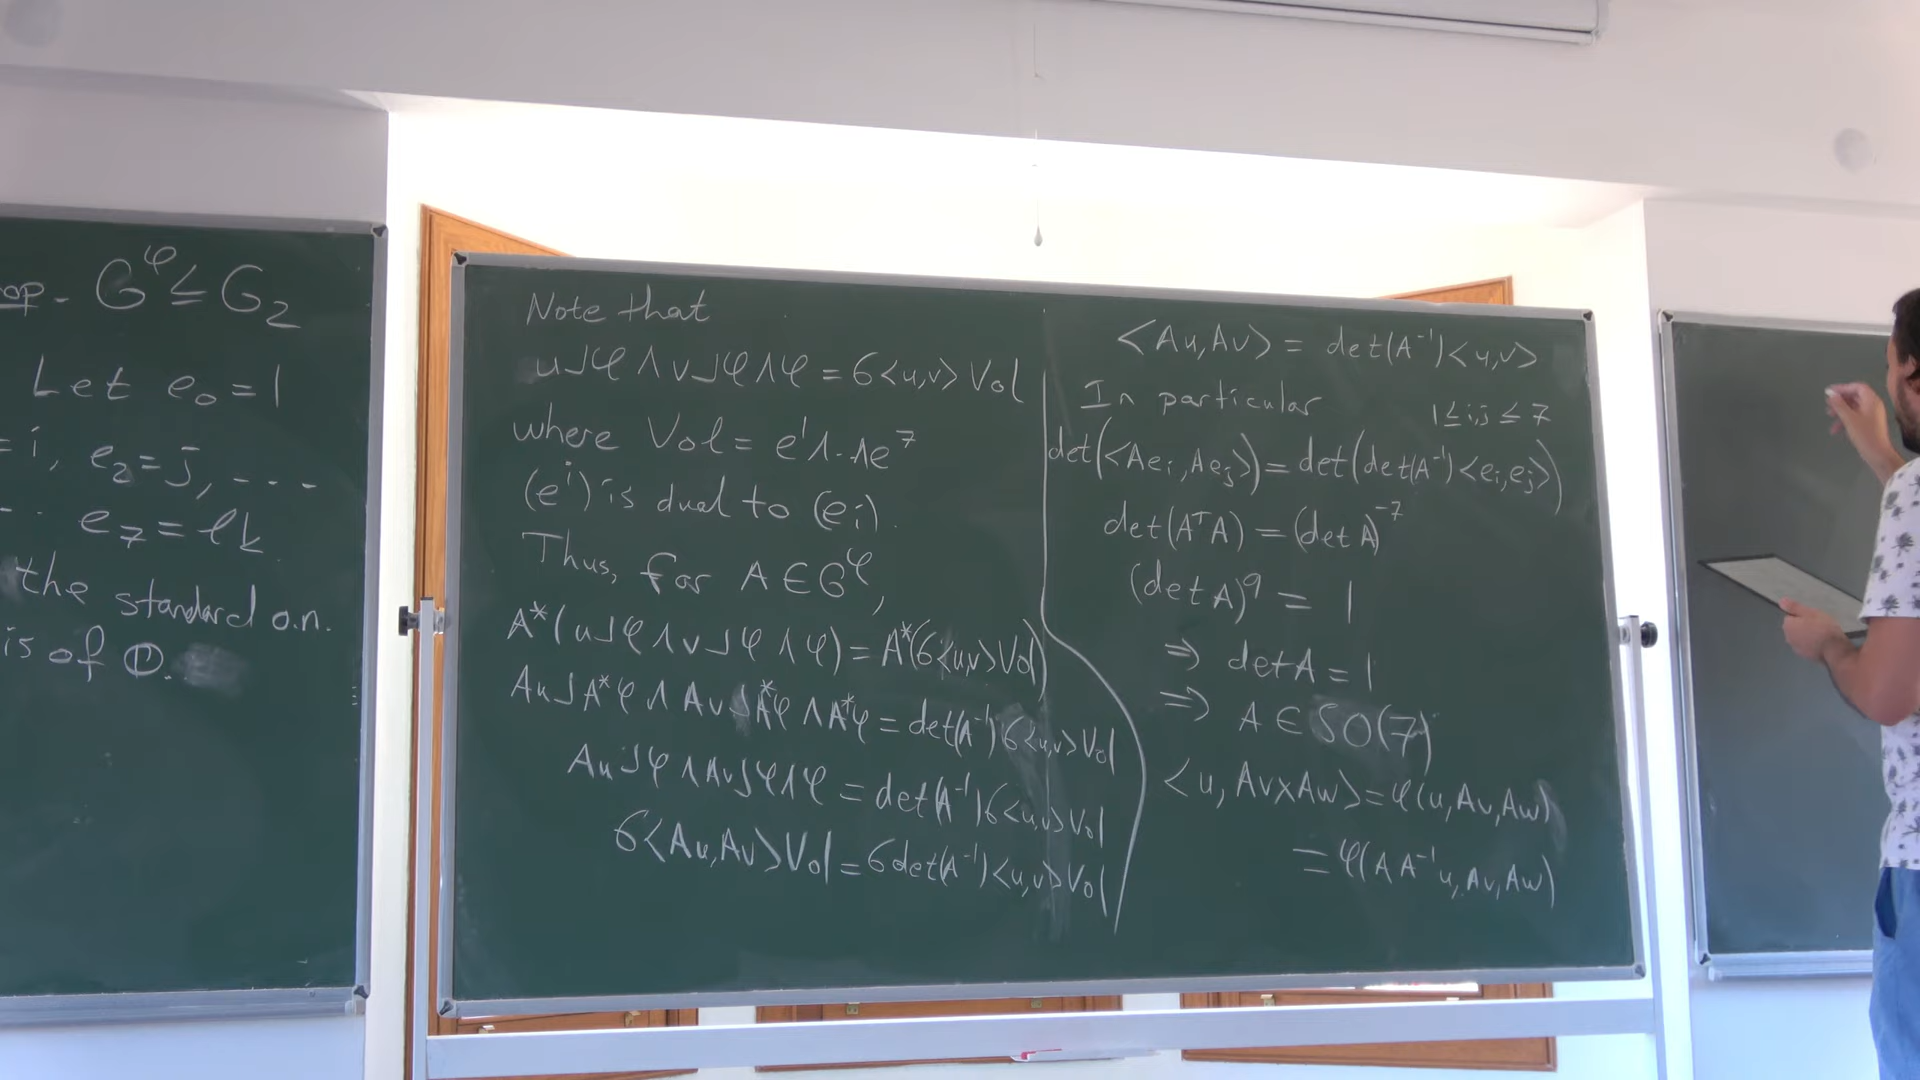 op. G^φ ≤ G₂
Let e₀ = 1
= i, e₂ = j, ...
.. e₇ = lk
the standard o.n.
is of 𝕆.
Note that
u⌟φ ∧ v⌟φ ∧ φ = 6<u,v> Vol
where Vol = e¹∧..∧e⁷
(eⁱ) is dual to (eᵢ).
Thus, for A ∈ G^φ,
A*(u⌟φ ∧ v⌟φ ∧ φ) = A*(6<u,v>Vol)
Au⌟A*φ ∧ Av⌟A*φ ∧ A*φ = det(A⁻¹)6<u,v>Vol
Au⌟φ ∧ Av⌟φ ∧ φ = det(A⁻¹)6<u,v>Vol
6<Au,Av>Vol = 6det(A⁻¹)<u,v>Vol
<Au,Av> = det(A⁻¹)<u,v>
In particular 1≤i,j≤7
det(<Aeᵢ,Aeⱼ>) = det(det(A⁻¹)<eᵢ,eⱼ>)
det(AᵀA) = (det A)⁻⁷
(det A)⁹ = 1
⇒ det A = 1
⇒ A ∈ SO(7)
<u, Av×Aw> = φ(u,Av,Aw)
= φ(AA⁻¹u,Av,Aw)